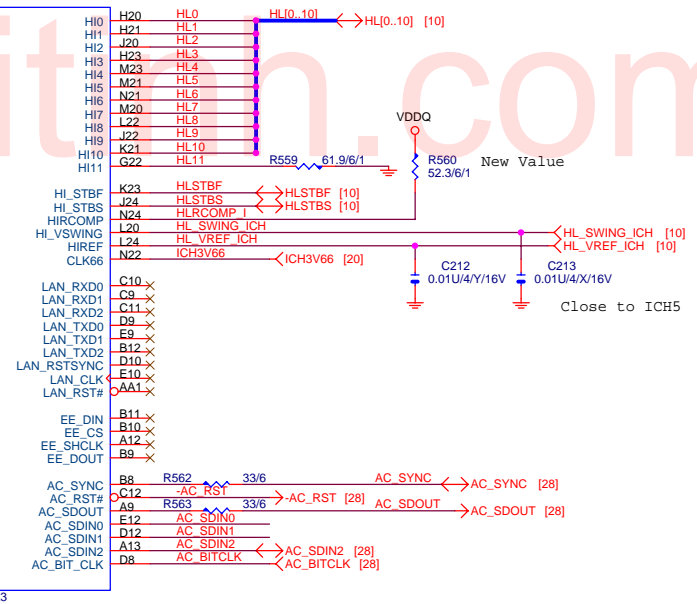 HI0 H20 HL0 HL[0..10] HL[0..10] [10]
HI1 H21 HL1
HI2 J20 HL2
HI3 H23 HL3
HI4 M23 HL4
HI5 M21 HL5
HI6 N21 HL6
HI7 M20 HL7
HI8 L22 HL8
HI9 J22 HL9
HI10 K21 HL10
HI11 G22 HL11 R559 61.9/6/1
VDDQ
R560 New Value
52.3/6/1
HI_STBF K23 HLSTBF HLSTBF [10]
HI_STBS J24 HLSTBS HLSTBS [10]
HIRCOMP N24 HLRCOMP_I
HI_VSWING L20 HL_SWING_ICH HL_SWING_ICH [10]
HIREF L24 HL_VREF_ICH HL_VREF_ICH [10]
CLK66 N22 ICH3V66 ICH3V66 [20]
C212 C213
0.01U/4/Y/16V 0.01U/4/X/16V
Close to ICH5
LAN_RXD0 C10
LAN_RXD1 C9
LAN_RXD2 C11
LAN_TXD0 D9
LAN_TXD1 E9
LAN_TXD2 B12
LAN_RSTSYNC D10
LAN_CLK E10
LAN_RST# AA1
EE_DIN B11
EE_CS B10
EE_SHCLK A12
EE_DOUT B9
AC_SYNC B8 R562 33/6 AC_SYNC AC_SYNC [28]
AC_RST# C12 -AC_RST -AC_RST [28]
AC_SDOUT A9 R563 33/6 AC_SDOUT AC_SDOUT [28]
AC_SDIN0 E12 AC_SDIN0
AC_SDIN1 D12 AC_SDIN1
AC_SDIN2 A13 AC_SDIN2 AC_SDIN2 [28]
AC_BIT_CLK D8 AC_BITCLK AC_BITCLK [28]
3